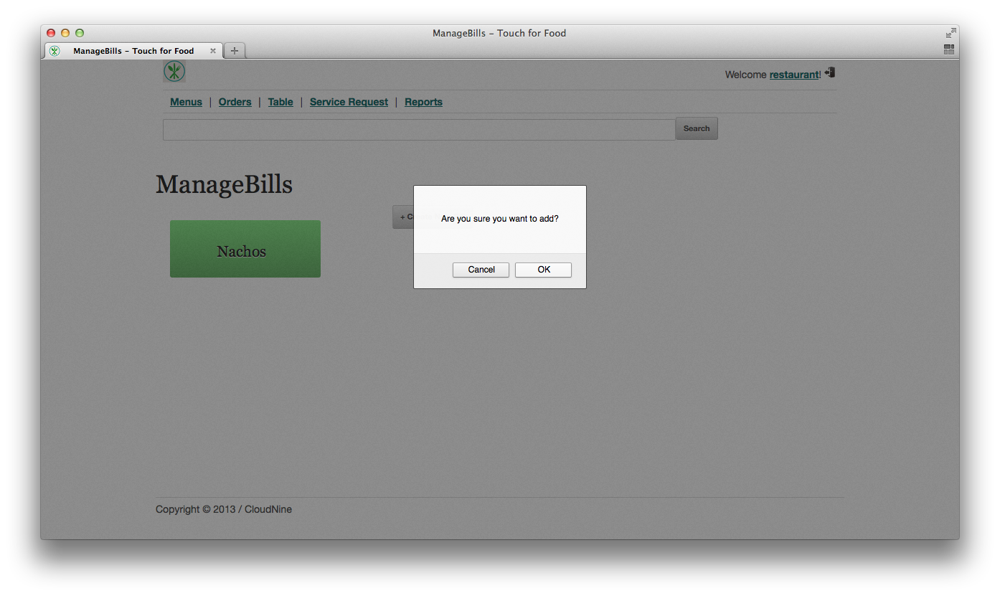 ManageBills – Touch for Food
ManageBills – Touch for Food
Welcome restaurant!
Menus | Orders | Table | Service Request | Reports
Search
ManageBills
+ C
Are you sure you want to add?
Nachos
Cancel OK
Copyright © 2013 / CloudNine